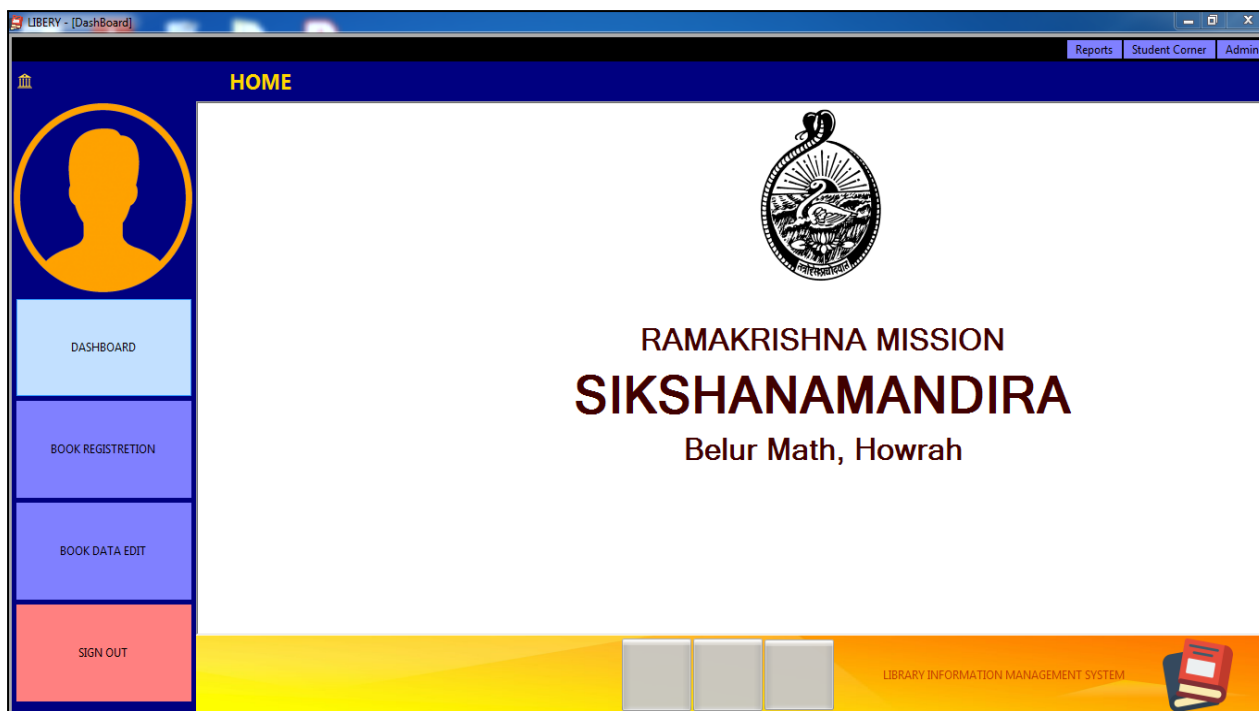 LIBERY - [DashBoard]
Reports Student Corner Admin
HOME
DASHBOARD
BOOK REGISTRETION
BOOK DATA EDIT
SIGN OUT
RAMAKRISHNA MISSION
SIKSHANAMANDIRA
Belur Math, Howrah
LIBRARY INFORMATION MANAGEMENT SYSTEM